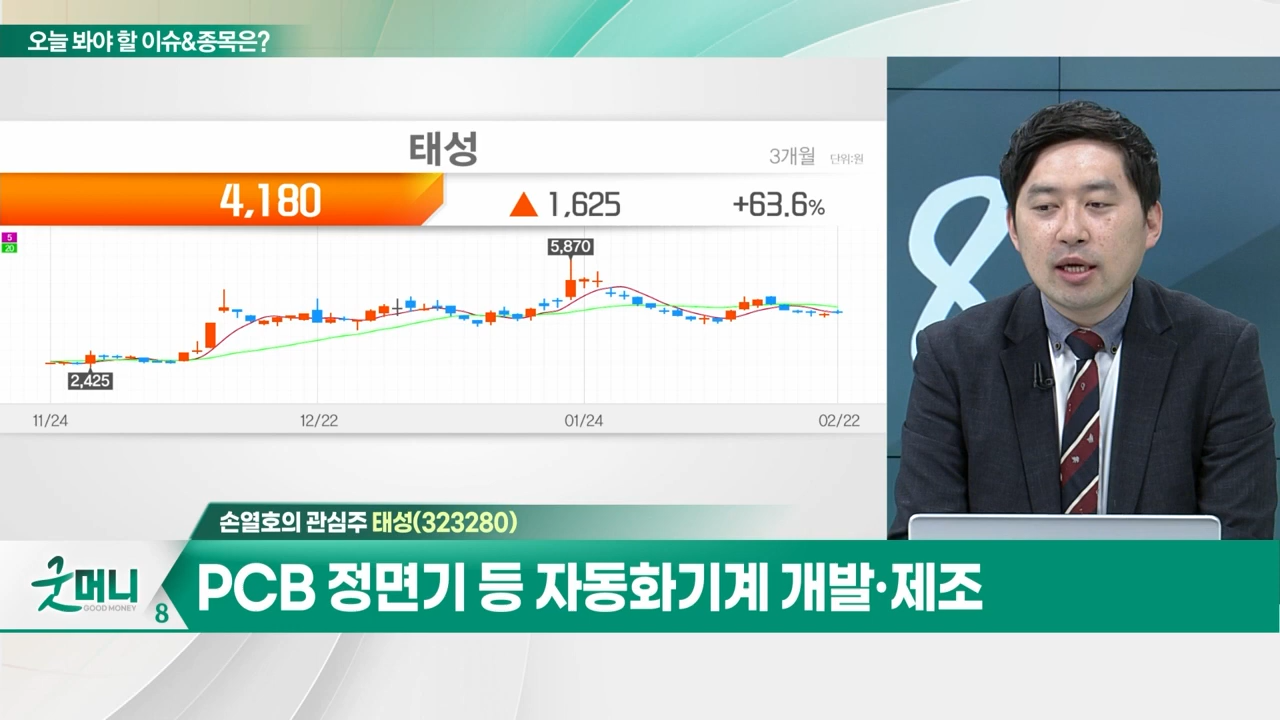 오늘 봐야 할 이슈&종목은?
태성
3개월 단위:원
4,180 ▲ 1,625 +63.6%
5
20
5,870
2,425
11/24 12/22 01/24 02/22
손열호의 관심주 태성(323280)
굿머니
GOOD MONEY
8
PCB 정면기 등 자동화기계 개발·제조
8